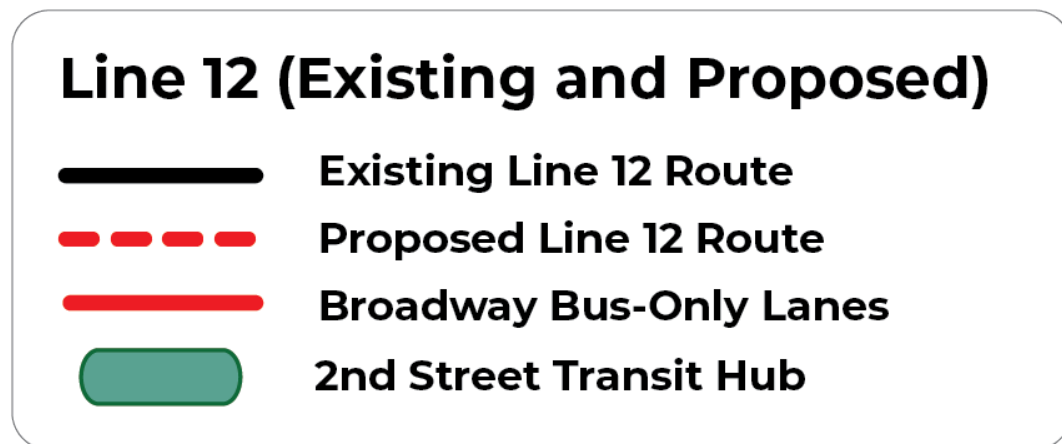 Line 12 (Existing and Proposed)
Existing Line 12 Route
Proposed Line 12 Route
Broadway Bus-Only Lanes
2nd Street Transit Hub